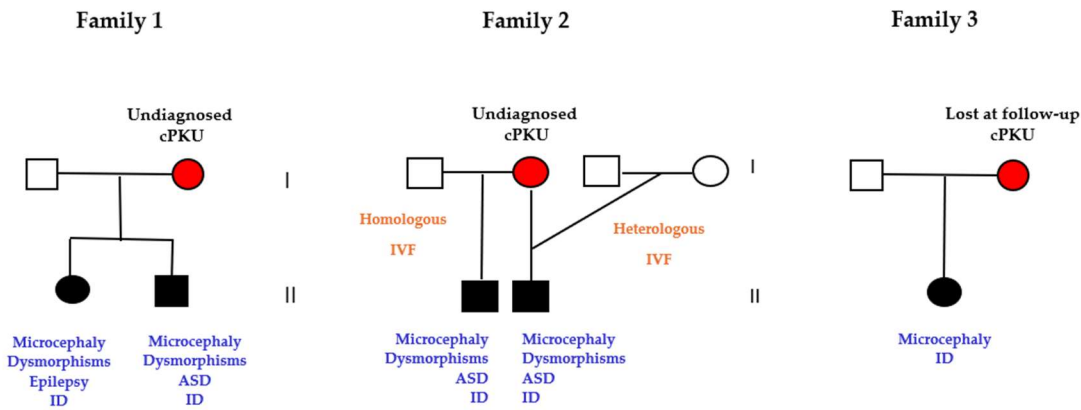 Family 1
Family 2
Family 3
Undiagnosed
cPKU
Undiagnosed
cPKU
Lost at follow-up
cPKU
I
I
Homologous
IVF
Heterologous
IVF
II
II
Microcephaly
Dysmorphisms
Epilepsy
ID
Microcephaly
Dysmorphisms
ASD
ID
Microcephaly
Dysmorphisms
ASD
ID
Microcephaly
Dysmorphisms
ASD
ID
Microcephaly
ID